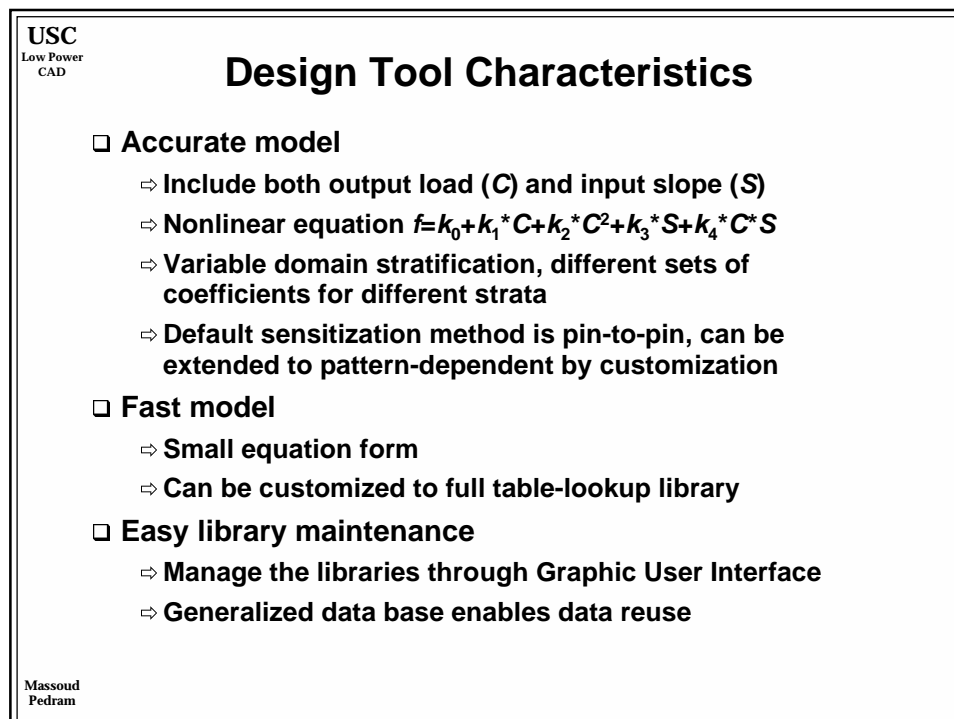 USC
Low Power
CAD
Design Tool Characteristics
❑ Accurate model
⇨ Include both output load (C) and input slope (S)
⇨ Nonlinear equation f=k₀+k₁*C+k₂*C²+k₃*S+k₄*C*S
⇨ Variable domain stratification, different sets of
coefficients for different strata
⇨ Default sensitization method is pin-to-pin, can be
extended to pattern-dependent by customization
❑ Fast model
⇨ Small equation form
⇨ Can be customized to full table-lookup library
❑ Easy library maintenance
⇨ Manage the libraries through Graphic User Interface
⇨ Generalized data base enables data reuse
Massoud
Pedram